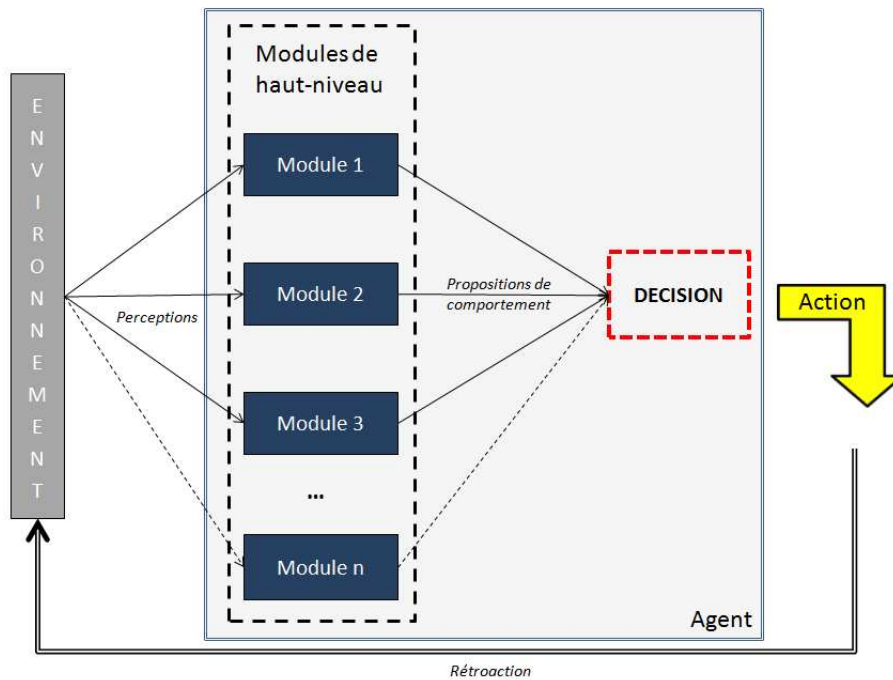 ENVIRONNEMENT
Modules de
haut-niveau
Module 1
Module 2
Module 3
...
Module n
Perceptions
Propositions de
comportement
DECISION
Action
Agent
Rétroaction